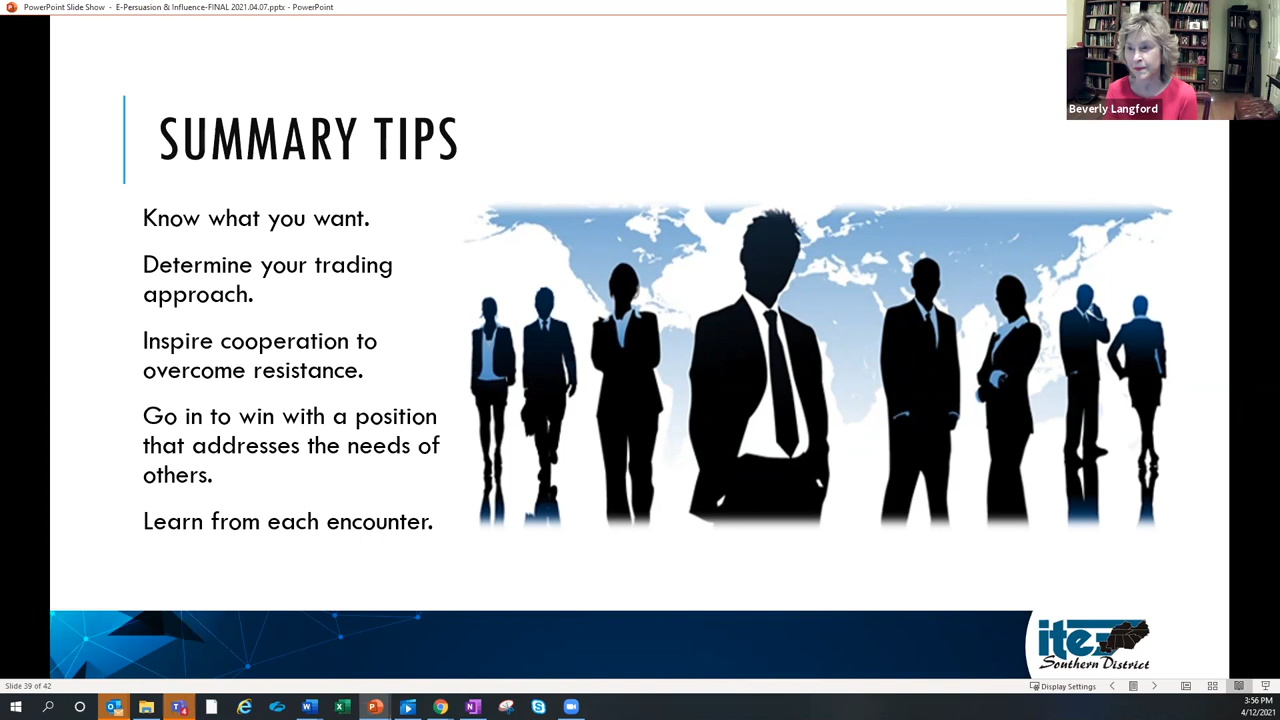 PowerPoint Slide Show - E-Persuasion & Influence-FINAL 2021.04.07.pptx - PowerPoint
Beverly Langford
SUMMARY TIPS
Know what you want.
Determine your trading
approach.
Inspire cooperation to
overcome resistance.
Go in to win with a position
that addresses the needs of
others.
Learn from each encounter.
ite
Southern District
Slide 39 of 42
Display Settings
3:56 PM
4/12/2021